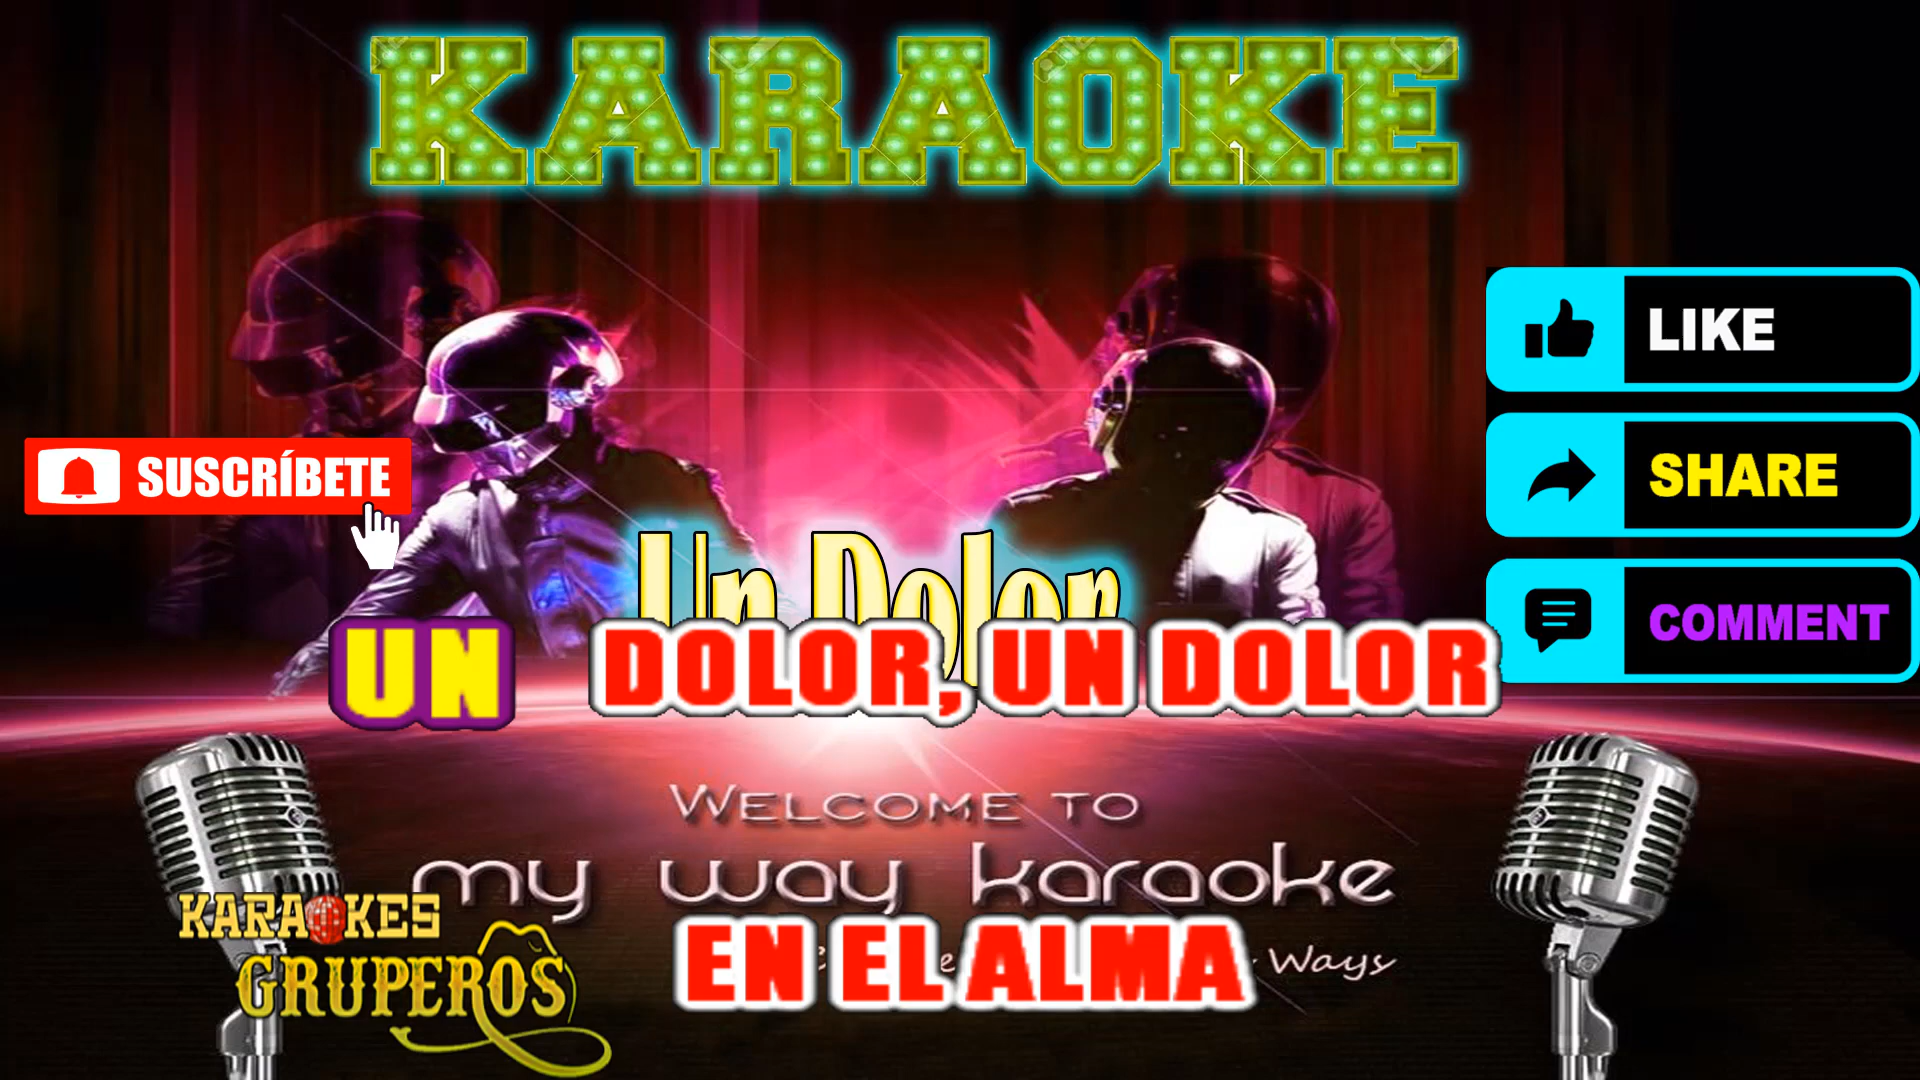 KARAOKE
LIKE
SUSCRÍBETE
SHARE
Un Dolor
COMMENT
UN DOLOR, UN DOLOR
WELCOME TO
my way karaoke
KARAOKES
GRUPEROS
EN EL ALMA
Ways